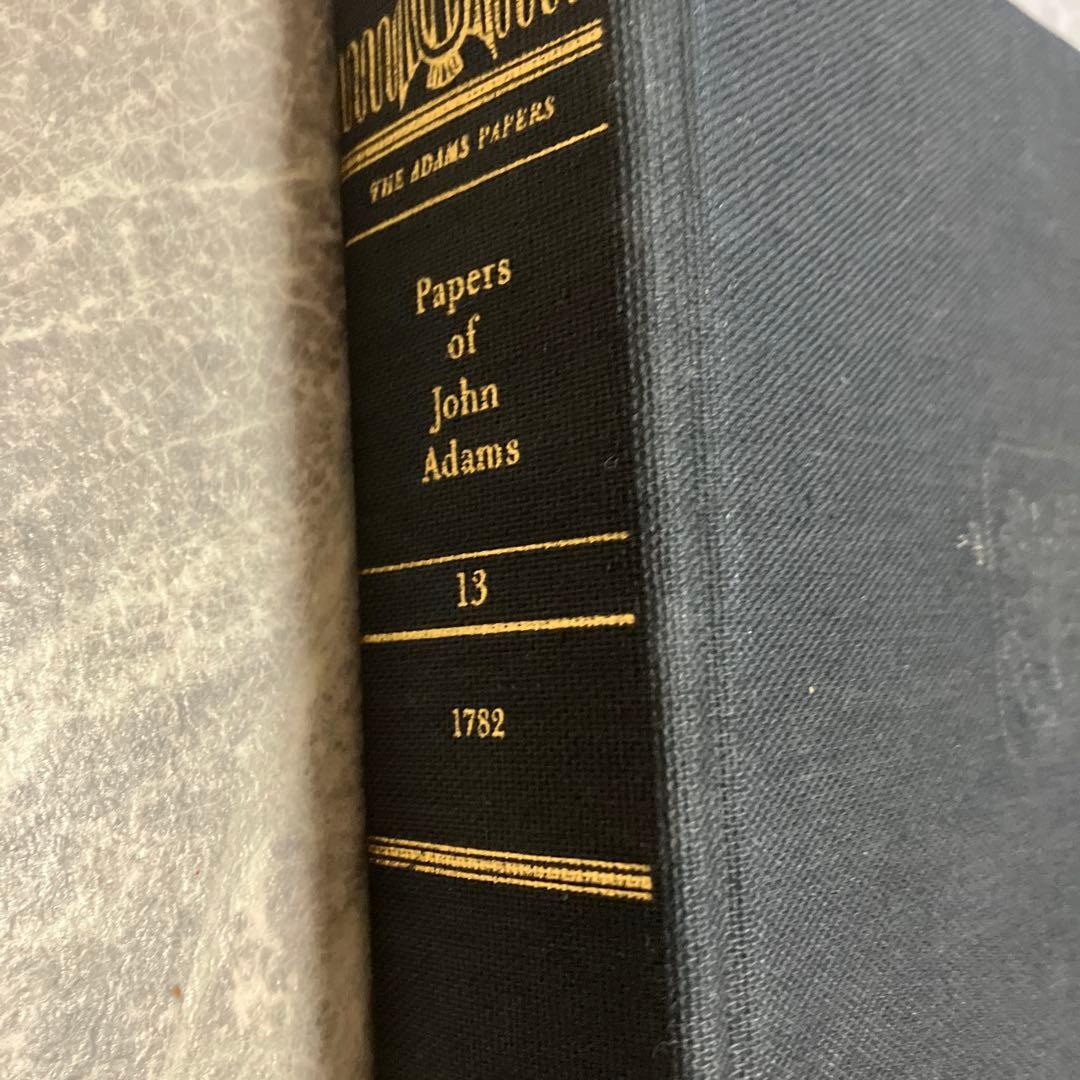 THE ADAMS PAPERS
Papers
of
John
Adams
13
1782